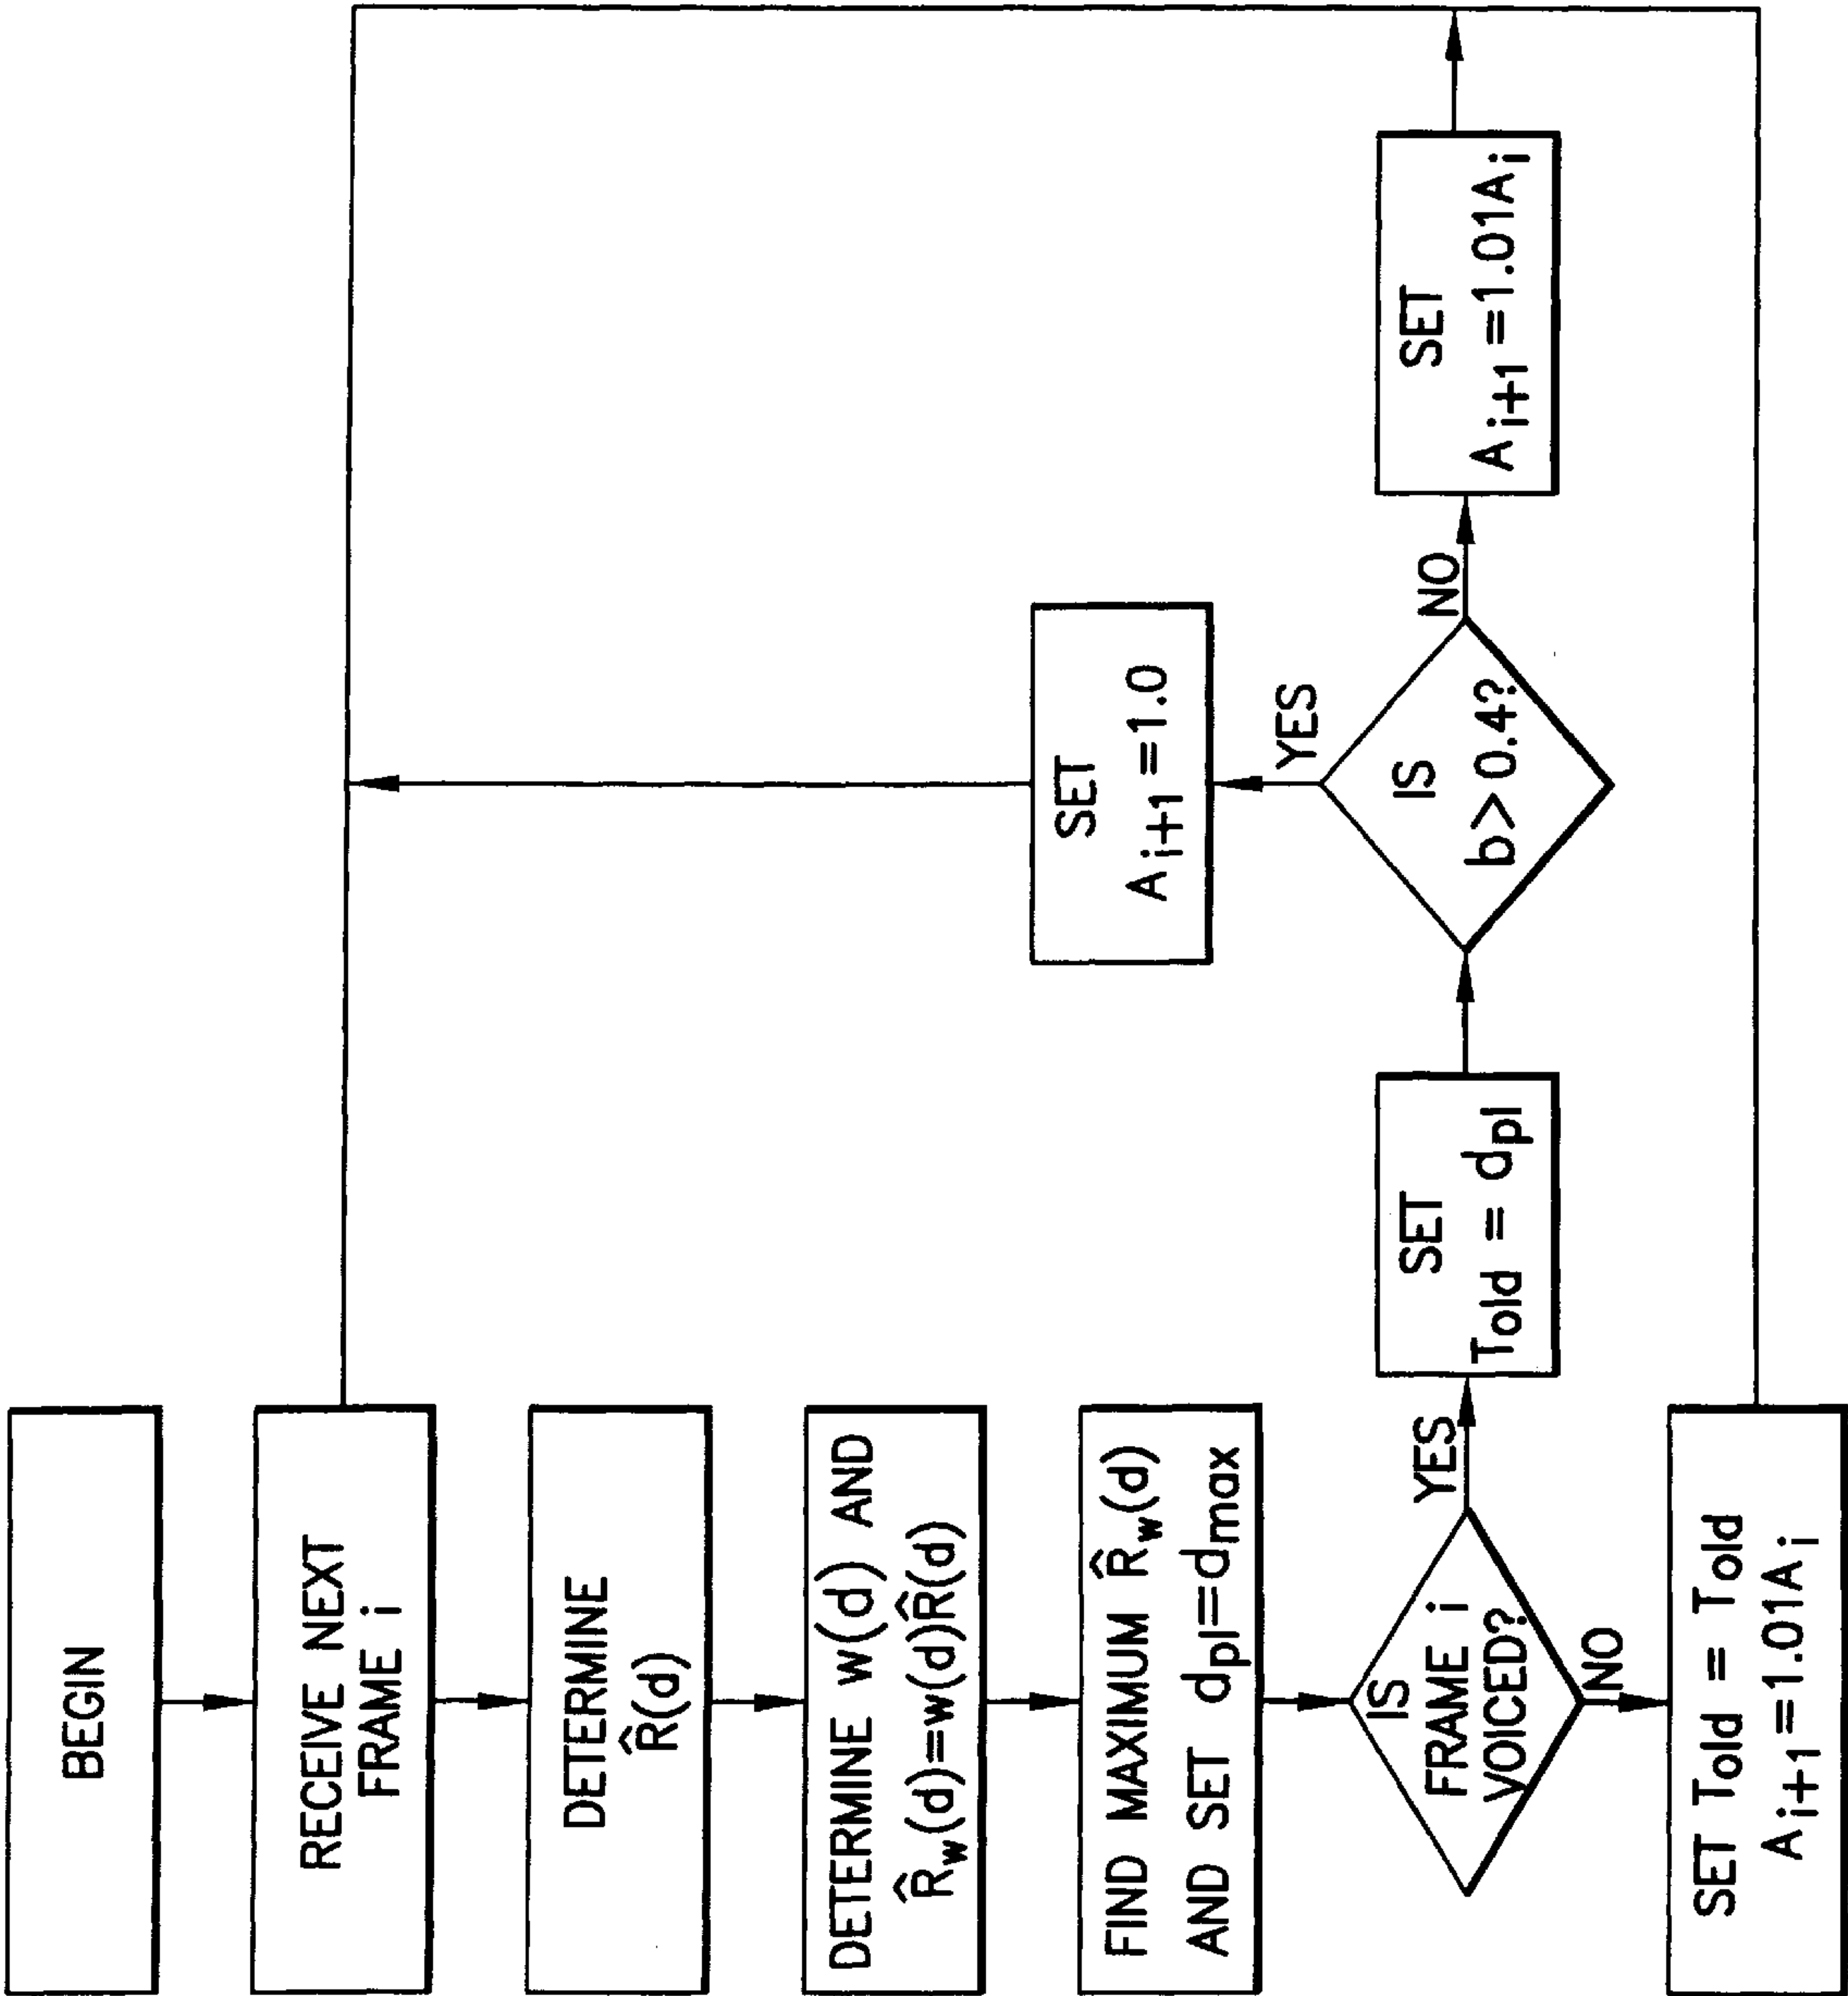 BEGIN
RECEIVE NEXT
FRAME i
DETERMINE
R̂(d)
DETERMINE w(d) AND
R̂w(d)=w(d)R̂(d)
FIND MAXIMUM R̂w(d)
AND SET dpl=dmax
IS
FRAME i
VOICED?
YES
NO
SET Told = Told
Ai+1=1.01Ai
SET
Told = dpl
IS
b>0.4?
YES
NO
SET
Ai+1=1.0
SET
Ai+1=1.01Ai